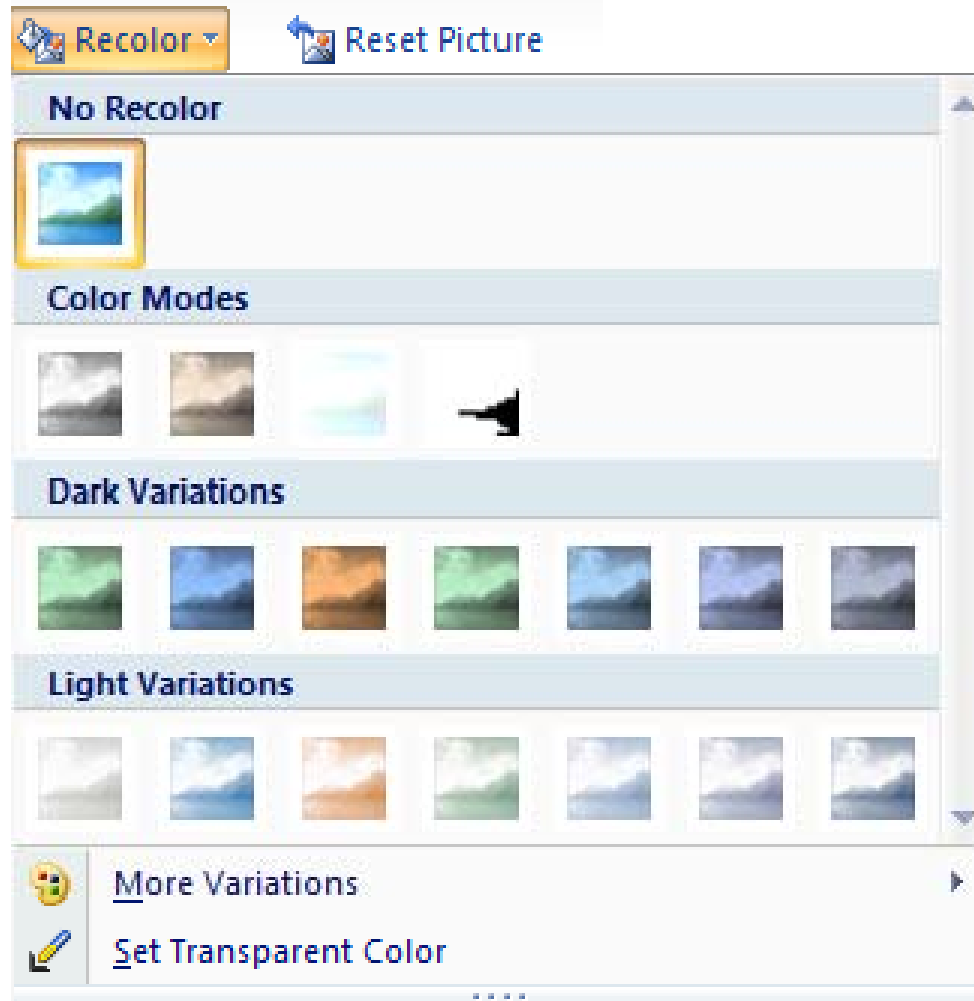 Recolor Reset Picture
No Recolor
Color Modes
Dark Variations
Light Variations
More Variations
Set Transparent Color